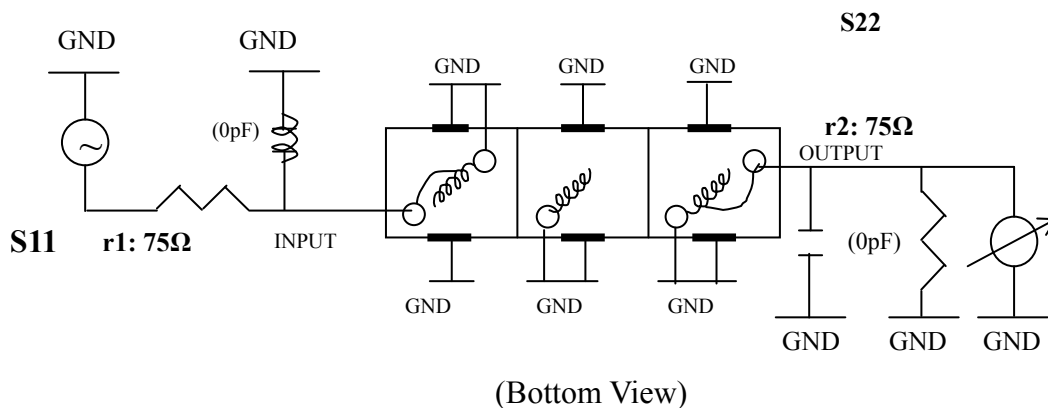 S22
GND
GND
GND
GND
GND
(0pF)
r2: 75Ω
OUTPUT
S11
r1: 75Ω
INPUT
(0pF)
GND
GND
GND
GND
GND
GND
(Bottom View)